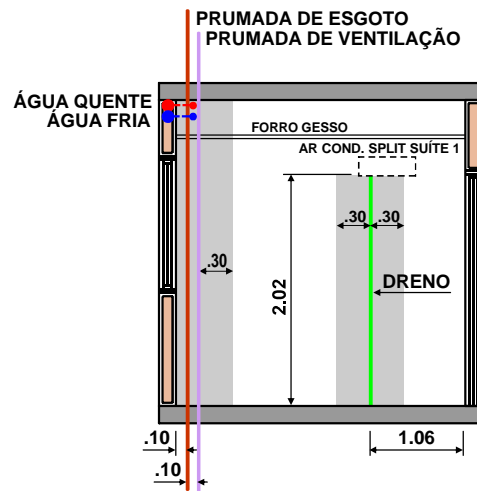 PRUMADA DE ESGOTO
PRUMADA DE VENTILAÇÃO
ÁGUA QUENTE
ÁGUA FRIA
FORRO GESSO
AR COND. SPLIT SUÍTE 1
.30 .30
.30
2.02
DRENO
.10
1.06
.10